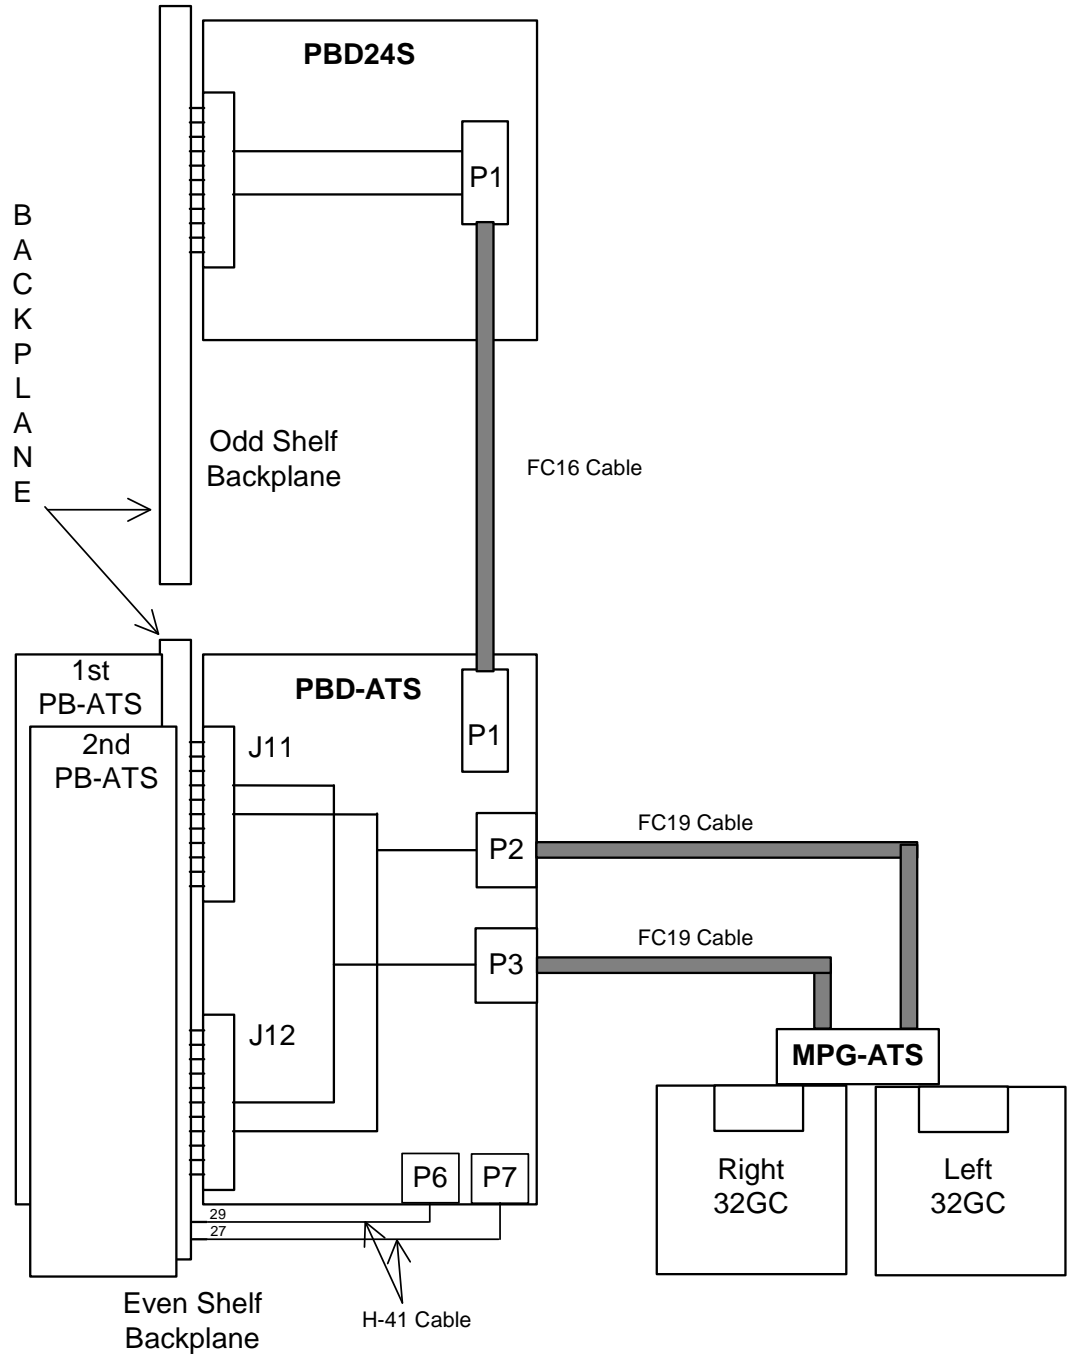 PBD24S
P1
B
A
C
K
P
L
A
N
E
Odd Shelf
Backplane
FC16 Cable
1st
PB-ATS
2nd
PB-ATS
PBD-ATS
J11
P1
P2
FC19 Cable
P3
FC19 Cable
J12
MPG-ATS
P6
P7
Right
32GC
Left
32GC
29
27
H-41 Cable
Even Shelf
Backplane